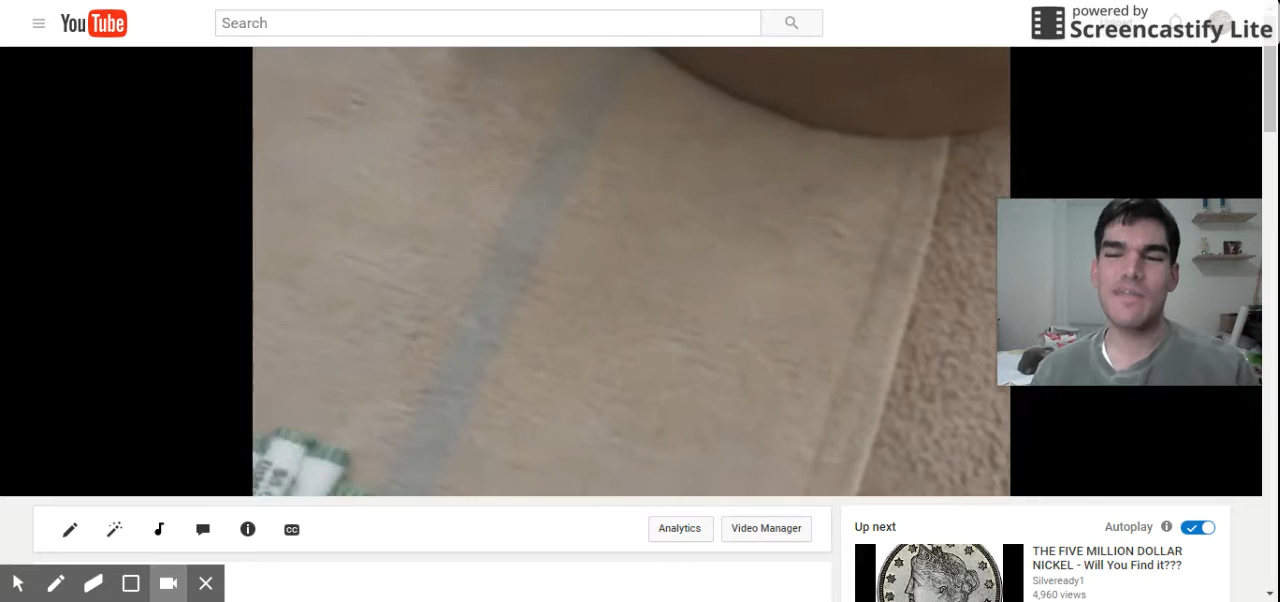 YouTube
Search
powered by
Screencastify Lite
Analytics
Video Manager
Up next
Autoplay
THE FIVE MILLION DOLLAR
NICKEL - Will You Find it???
Silveready1
4,960 views
CC